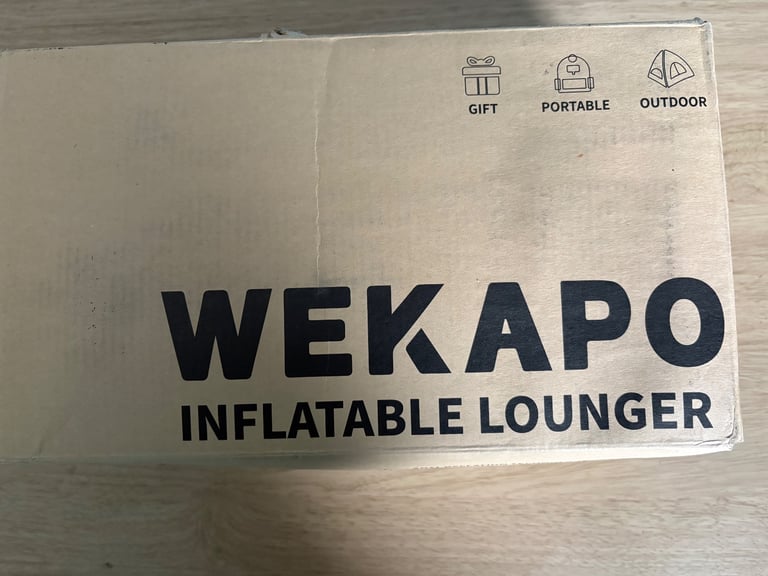 GIFT PORTABLE OUTDOOR
WEKAPO
INFLATABLE LOUNGER